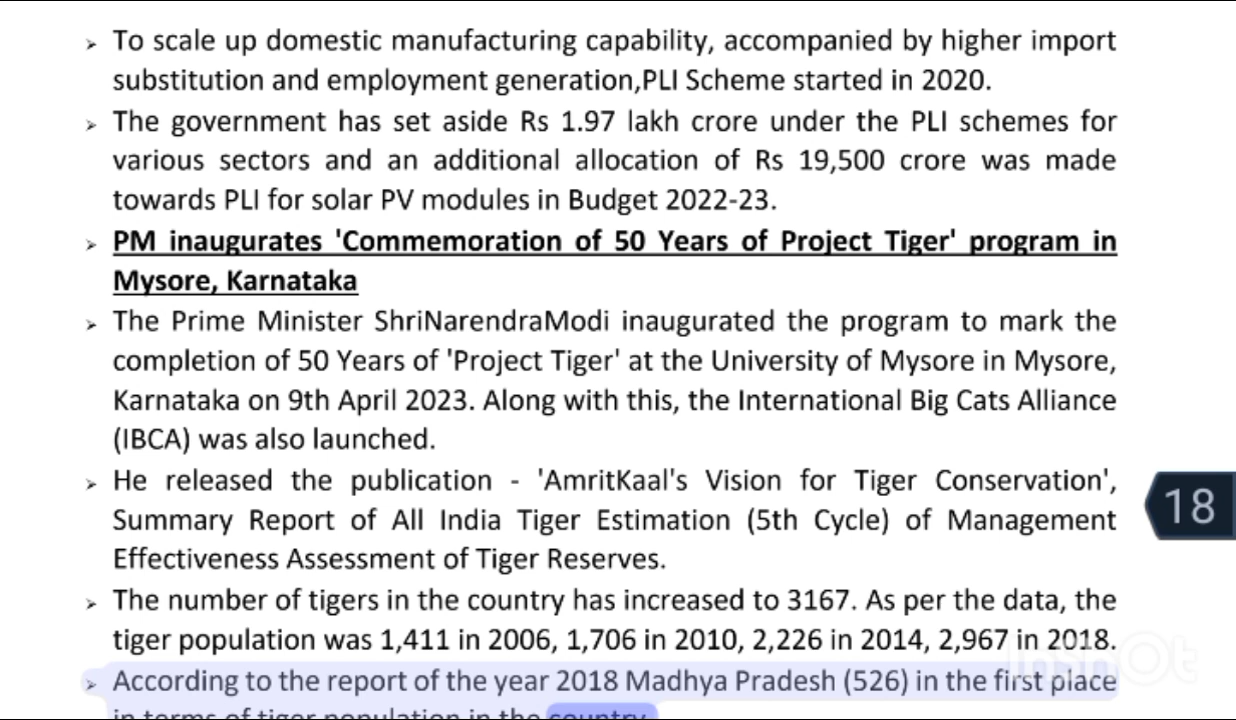 ➢ To scale up domestic manufacturing capability, accompanied by higher import
substitution and employment generation,PLI Scheme started in 2020.
➢ The government has set aside Rs 1.97 lakh crore under the PLI schemes for
various sectors and an additional allocation of Rs 19,500 crore was made
towards PLI for solar PV modules in Budget 2022-23.
➢ PM inaugurates 'Commemoration of 50 Years of Project Tiger' program in
Mysore, Karnataka
➢ The Prime Minister ShriNarendraModi inaugurated the program to mark the
completion of 50 Years of 'Project Tiger' at the University of Mysore in Mysore,
Karnataka on 9th April 2023. Along with this, the International Big Cats Alliance
(IBCA) was also launched.
➢ He released the publication - 'AmritKaal's Vision for Tiger Conservation',
Summary Report of All India Tiger Estimation (5th Cycle) of Management
Effectiveness Assessment of Tiger Reserves.
18
➢ The number of tigers in the country has increased to 3167. As per the data, the
tiger population was 1,411 in 2006, 1,706 in 2010, 2,226 in 2014, 2,967 in 2018.
InShOt
➢ According to the report of the year 2018 Madhya Pradesh (526) in the first place
in terms of tiger population in the country.